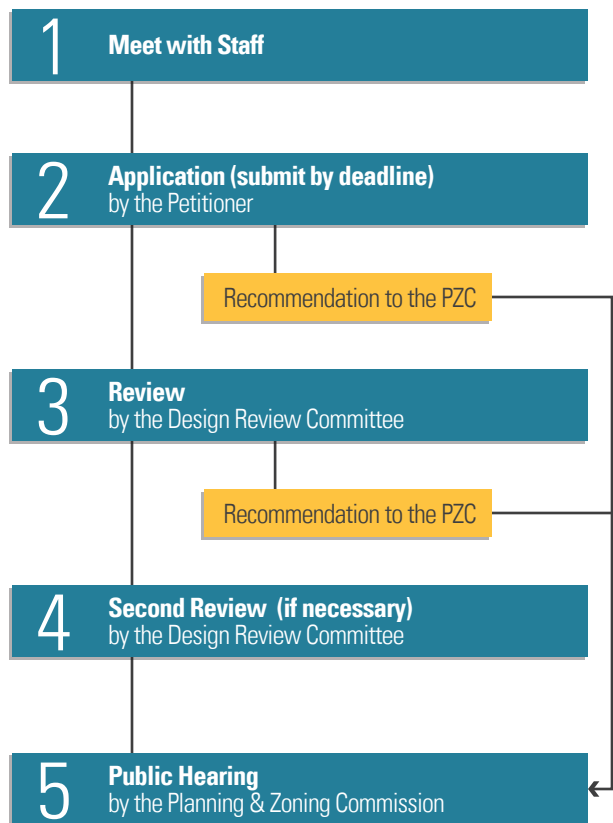 1 Meet with Staff
2 Application (submit by deadline)
by the Petitioner
Recommendation to the PZC
3 Review
by the Design Review Committee
Recommendation to the PZC
4 Second Review (if necessary)
by the Design Review Committee
5 Public Hearing
by the Planning & Zoning Commission